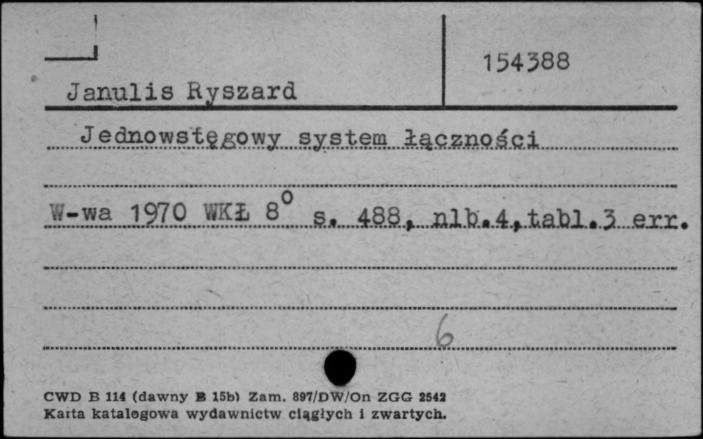 154388
Janulis Ryszard
Jednowstęgowy system łączności
W-wa 1970 WKŁ 8° s. 488, nlb.4,tabl.3 err.
6
CWD B 114 (dawny B 15b) Zam. 897/DW/On ZGG 2542
Karta katalogowa wydawnictw ciągłych i zwartych.